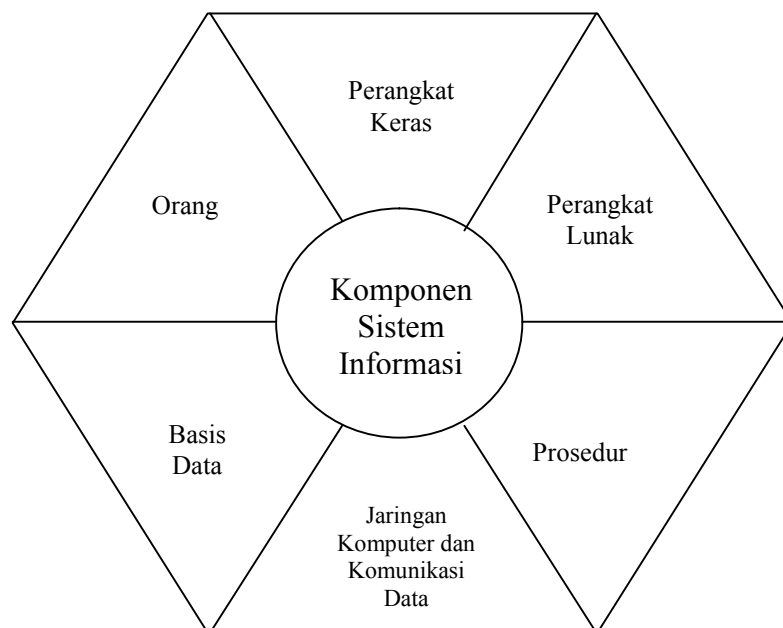 Perangkat
Keras
Orang
Perangkat
Lunak
Komponen
Sistem
Informasi
Basis
Data
Prosedur
Jaringan
Komputer dan
Komunikasi
Data